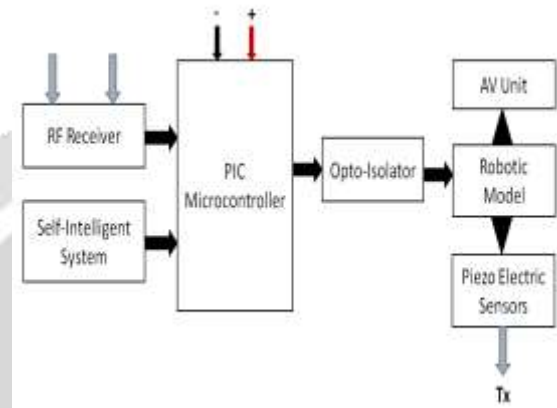 - +
RF Receiver
Self-Intelligent
System
PIC
Microcontroller
Opto-Isolator
AV Unit
Robotic
Model
Piezo Electric
Sensors
Tx